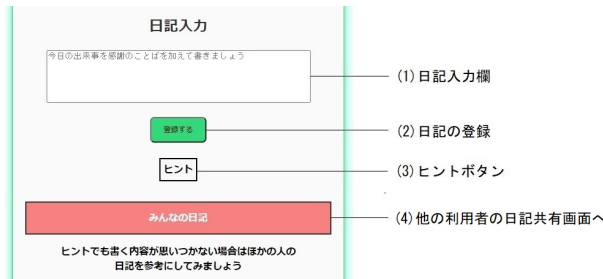 日記入力
今日の出来事を感謝のことばを加えて書きましょう
(1)日記入力欄
登録する
(2)日記の登録
ヒント
(3)ヒントボタン
みんなの日記
(4)他の利用者の日記共有画面へ
ヒントでも書く内容が思いつかない場合はほかの人の
日記を参考にしてみましょう